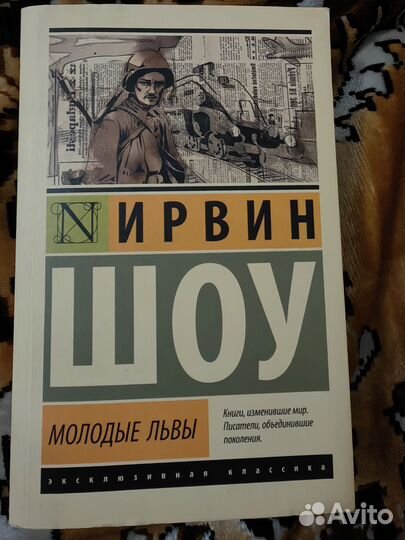 ИРВИН
ШОУ
МОЛОДЫЕ ЛЬВЫ
Книги, изменившие мир.
Писатели, объединившие
поколения.
эксклюзивная классика
Avito